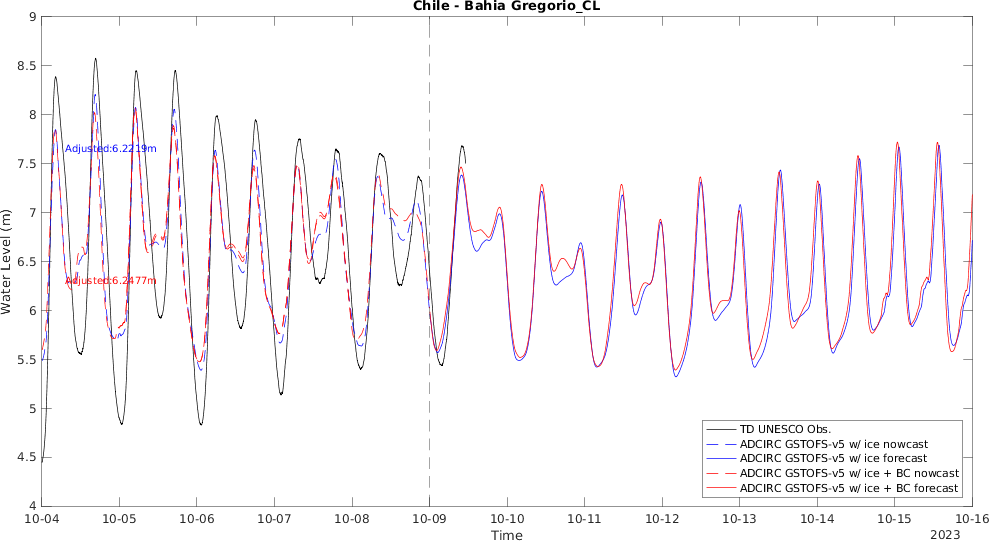 Chile - Bahia Gregorio_CL
9
8.5
8
7.5
7
6.5
6
5.5
5
4.5
4
Water Level (m)
Adjusted:6.2219m
Adjusted:6.2477m
TD UNESCO Obs.
ADCIRC GSTOFS-v5 w/ ice nowcast
ADCIRC GSTOFS-v5 w/ ice forecast
ADCIRC GSTOFS-v5 w/ ice + BC nowcast
ADCIRC GSTOFS-v5 w/ ice + BC forecast
10-04 10-05 10-06 10-07 10-08 10-09 10-10 10-11 10-12 10-13 10-14 10-15 10-16
Time
2023